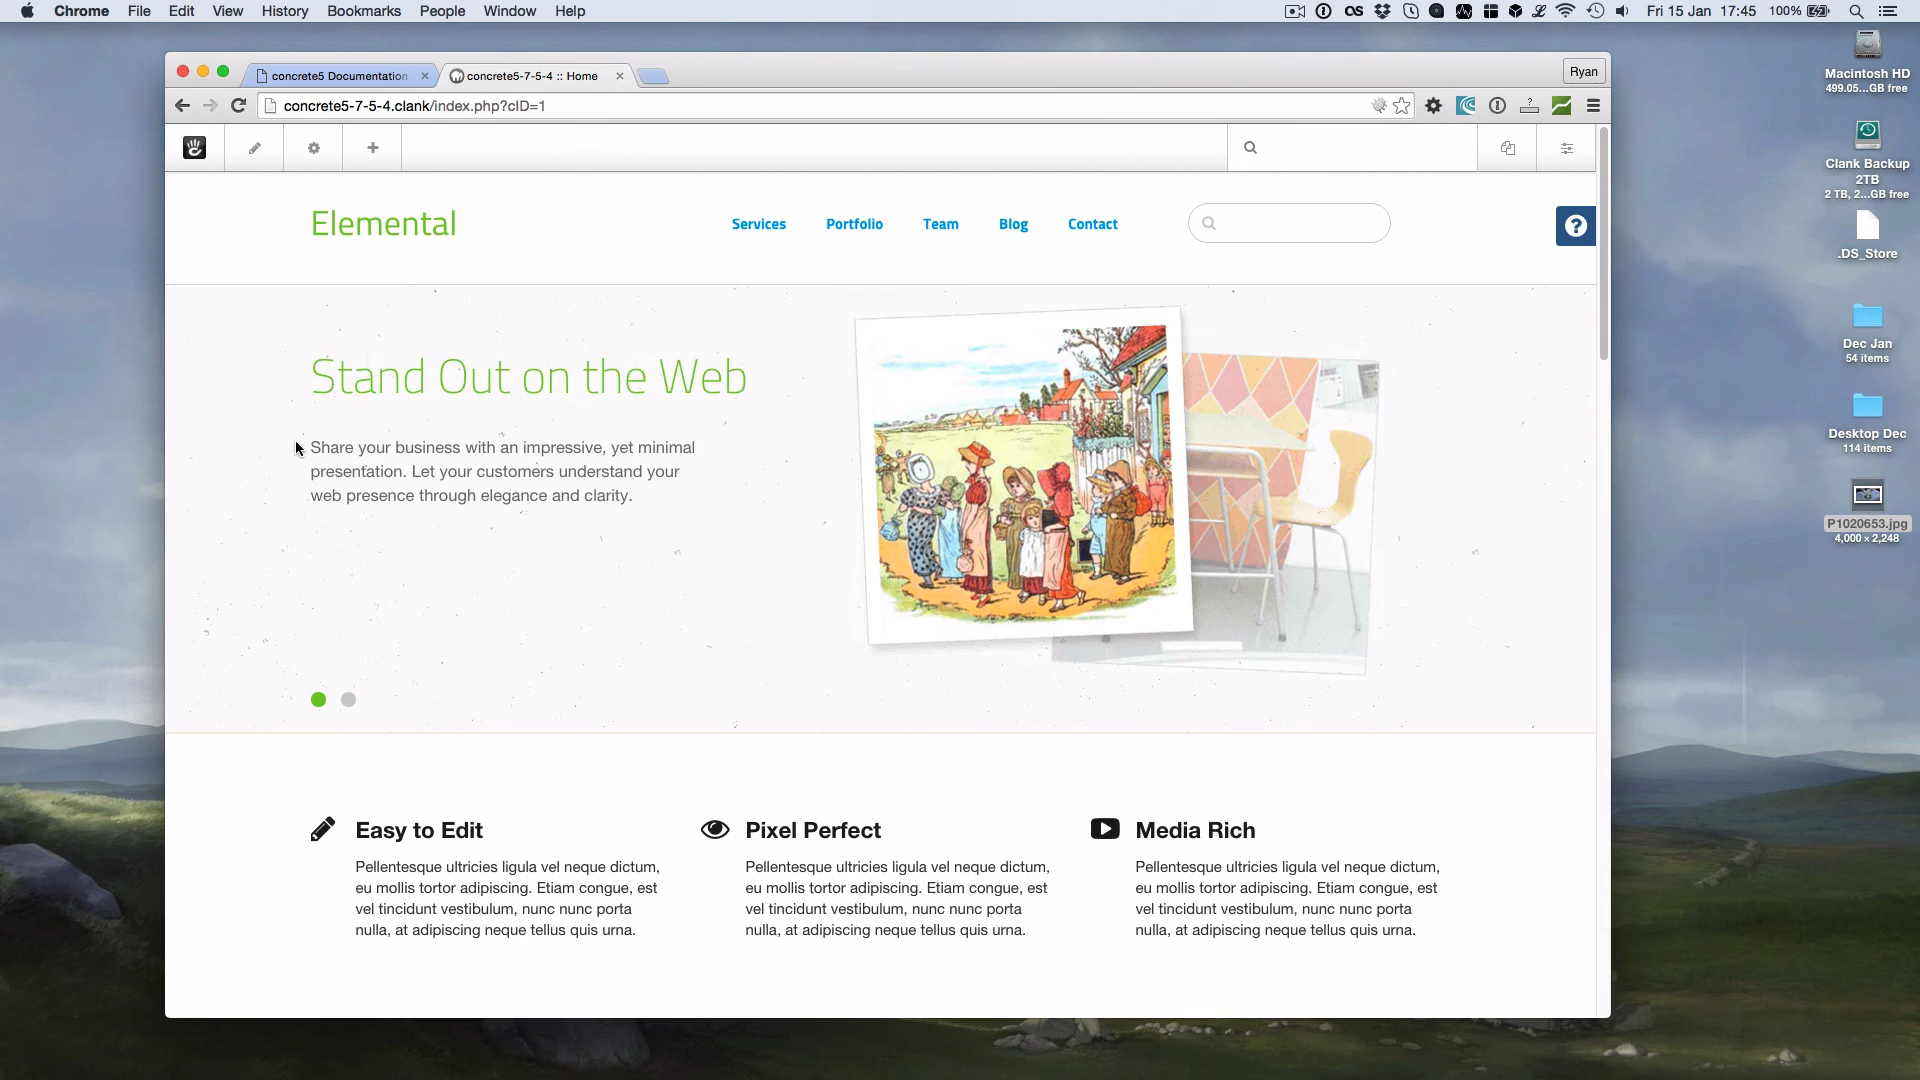 Chrome File Edit View History Bookmarks People Window Help
Fri 15 Jan 17:45 100%
concrete5 Documentation
concrete5-7-5-4 :: Home
Ryan
concrete5-7-5-4.clank/index.php?cID=1
Elemental
Services Portfolio Team Blog Contact
Stand Out on the Web
Share your business with an impressive, yet minimal
presentation. Let your customers understand your
web presence through elegance and clarity.
Easy to Edit
Pellentesque ultricies ligula vel neque dictum,
eu mollis tortor adipiscing. Etiam congue, est
vel tincidunt vestibulum, nunc nunc porta
nulla, at adipiscing neque tellus quis urna.
Pixel Perfect
Pellentesque ultricies ligula vel neque dictum,
eu mollis tortor adipiscing. Etiam congue, est
vel tincidunt vestibulum, nunc nunc porta
nulla, at adipiscing neque tellus quis urna.
Media Rich
Pellentesque ultricies ligula vel neque dictum,
eu mollis tortor adipiscing. Etiam congue, est
vel tincidunt vestibulum, nunc nunc porta
nulla, at adipiscing neque tellus quis urna.
Macintosh HD
499.05...GB free
Clank Backup
2TB
2 TB, 2...GB free
.DS_Store
Dec Jan
54 items
Desktop Dec
114 items
P1020653.jpg
4,000 × 2,248